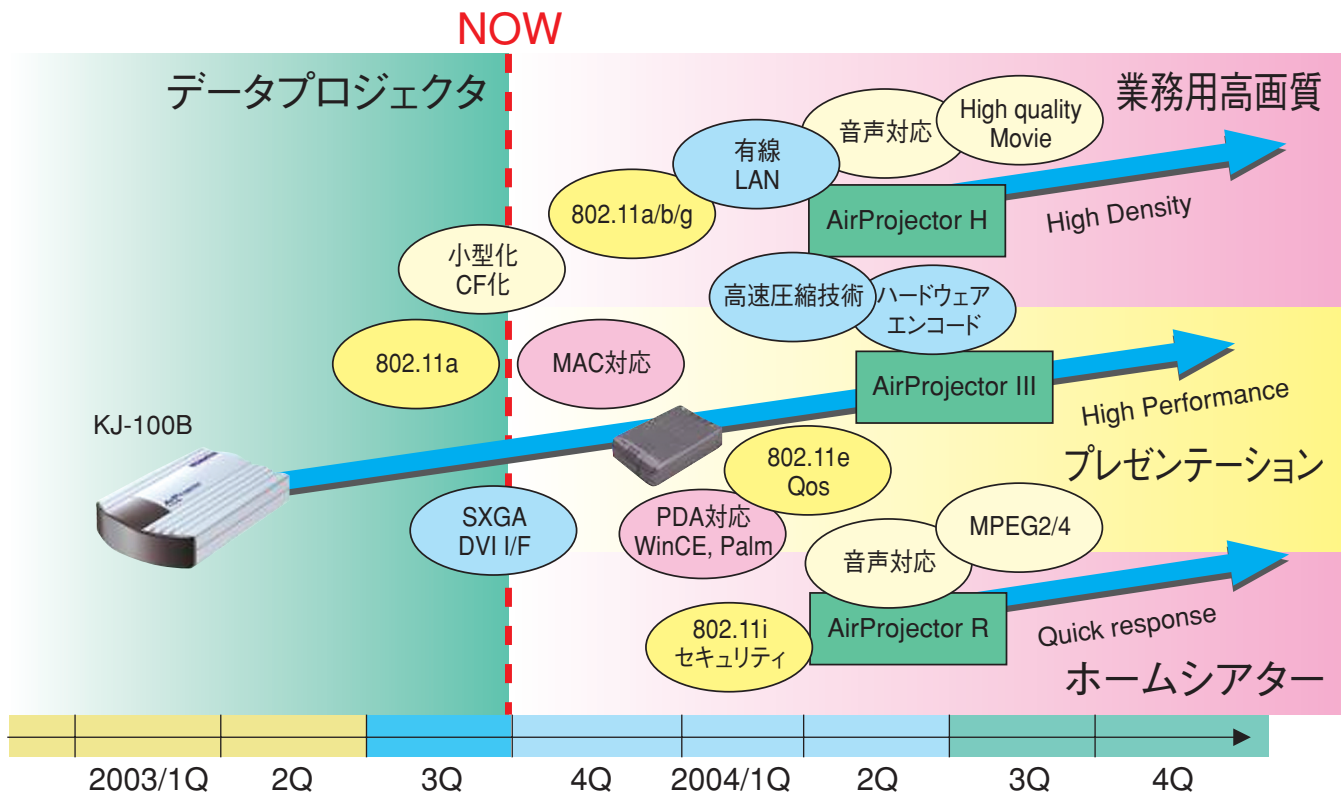 NOW
データプロジェクタ
業務用高画質
High quality
Movie
音声対応
有線
LAN
802.11a/b/g
AirProjector H
High Density
小型化
CF化
高速圧縮技術
ハードウェア
エンコード
802.11a
MAC対応
AirProjector III
High Performance
KJ-100B
プレゼンテーション
802.11e
Qos
SXGA
DVI I/F
PDA対応
WinCE, Palm
MPEG2/4
音声対応
802.11i
セキュリティ
AirProjector R
Quick response
ホームシアター
2003/1Q
2Q
3Q
4Q
2004/1Q
2Q
3Q
4Q